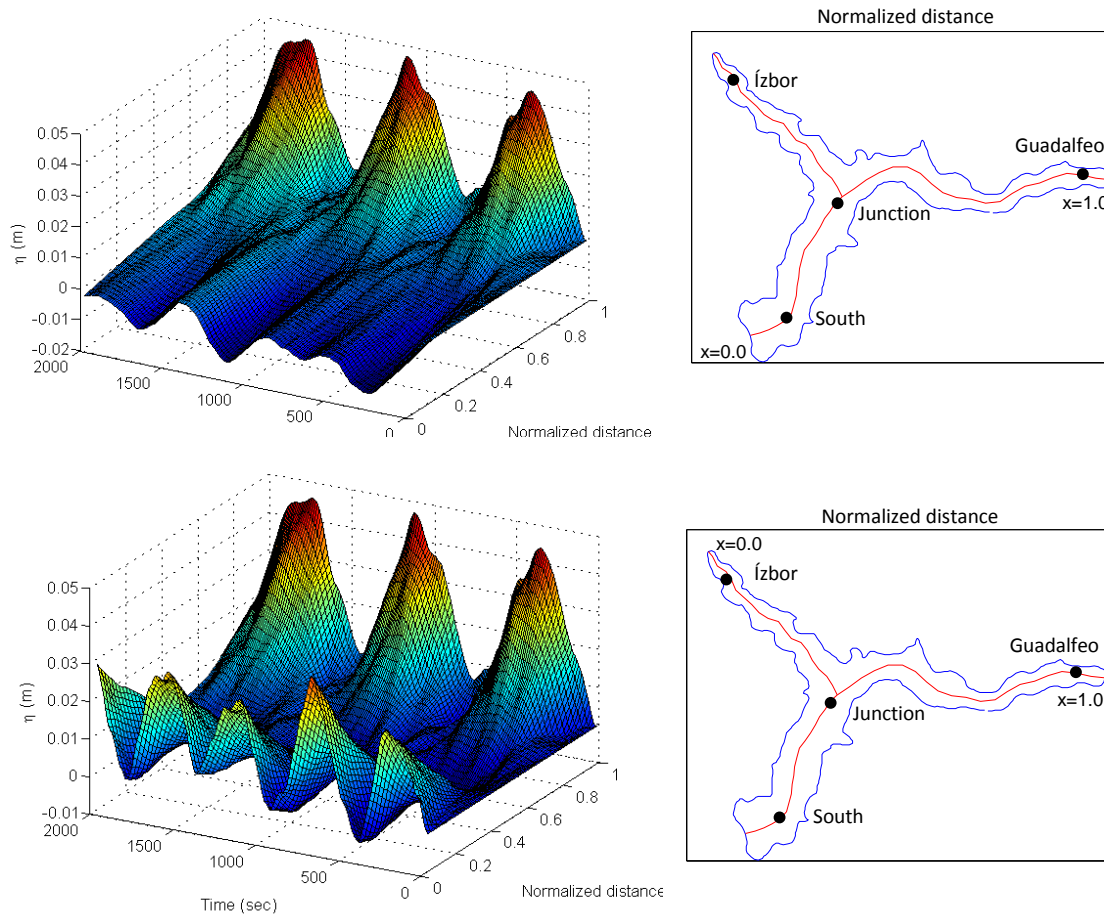 Normalized distance
Ízbor
Guadalfeo
x=1.0
Junction
South
x=0.0
0.05
0.04
0.03
0.02
0.01
0
-0.01
-0.02
η (m)
2000
1500
1000
500
0
0
0.2
0.4
0.6
0.8
1
Normalized distance
Normalized distance
x=0.0
Ízbor
Guadalfeo
x=1.0
Junction
South
0.05
0.04
0.03
0.02
0.01
0
-0.01
η (m)
2000
1500
1000
500
0
0
0.2
0.4
0.6
0.8
1
Time (sec)
Normalized distance